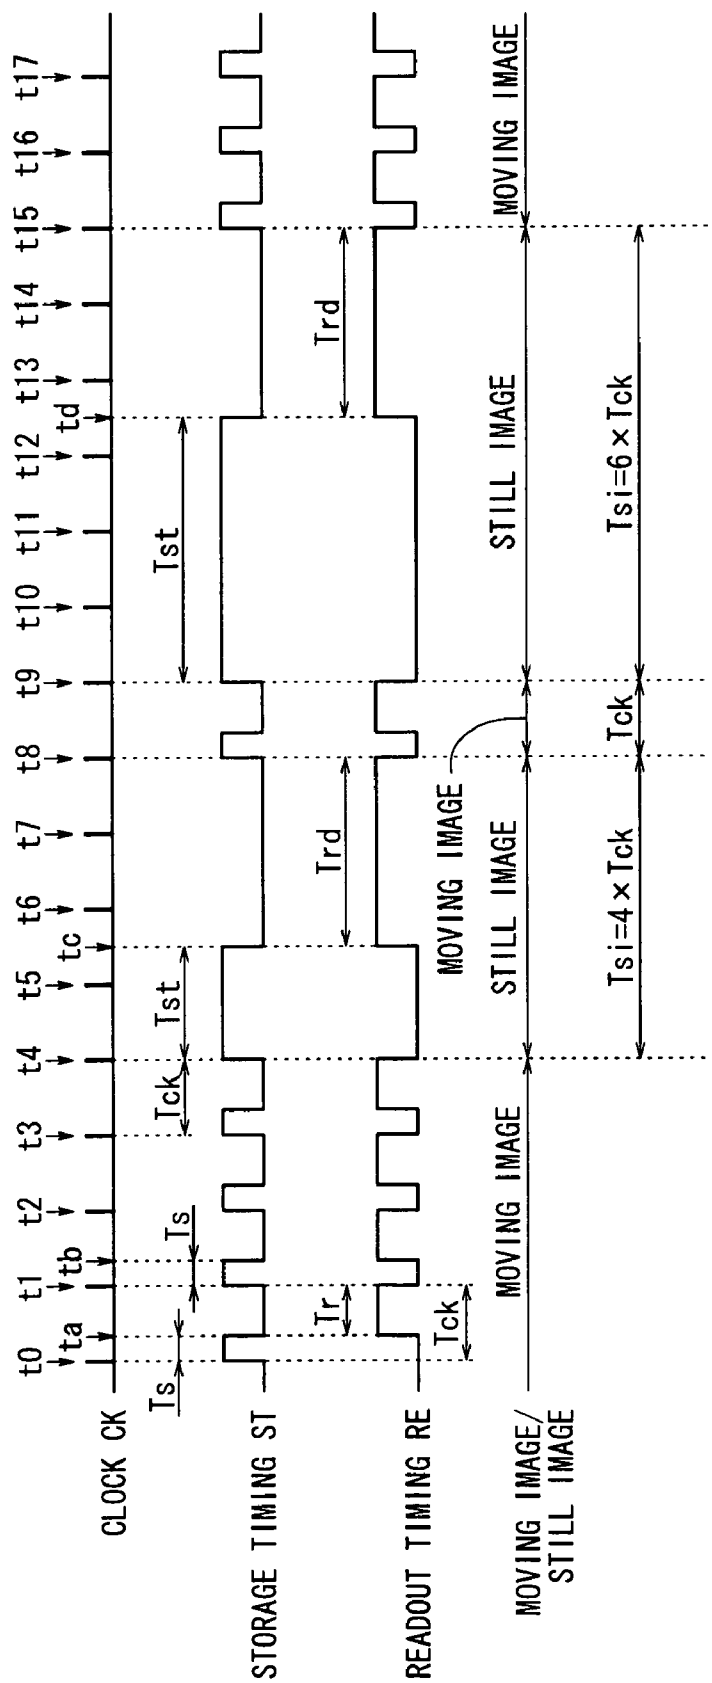 t0 ta t1 tb t2 t3 t4 t5 tc t6 t7 t8 t9 t10 t11 t12 td t13 t14 t15 t16 t17
CLOCK CK
Ts Ts Tck Tst Tst
STORAGE TIMING ST
Tr Trd Trd
READOUT TIMING RE
Tck
MOVING IMAGE
MOVING IMAGE STILL IMAGE STILL IMAGE MOVING IMAGE
MOVING IMAGE/
STILL IMAGE
Tsi=4×Tck Tck Tsi=6×Tck